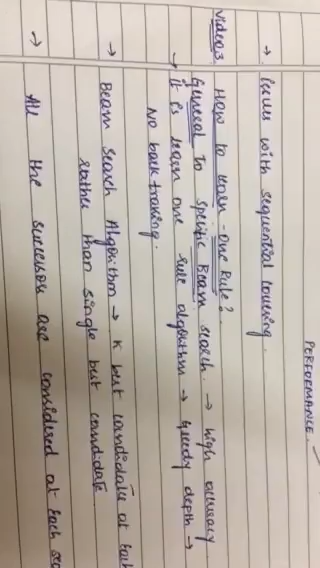 PERFORMANCE.
→ Issues with sequential covering.
Video 3. How to learn-one Rule?
General to specific Beam search. → high accuracy
→ It is learn one rule algorithm → greedy depth →
No back tracking.
→ Beam Search Algorithm → K best candidate at each
rather than single best candidate.
→ All the successors are considered at each